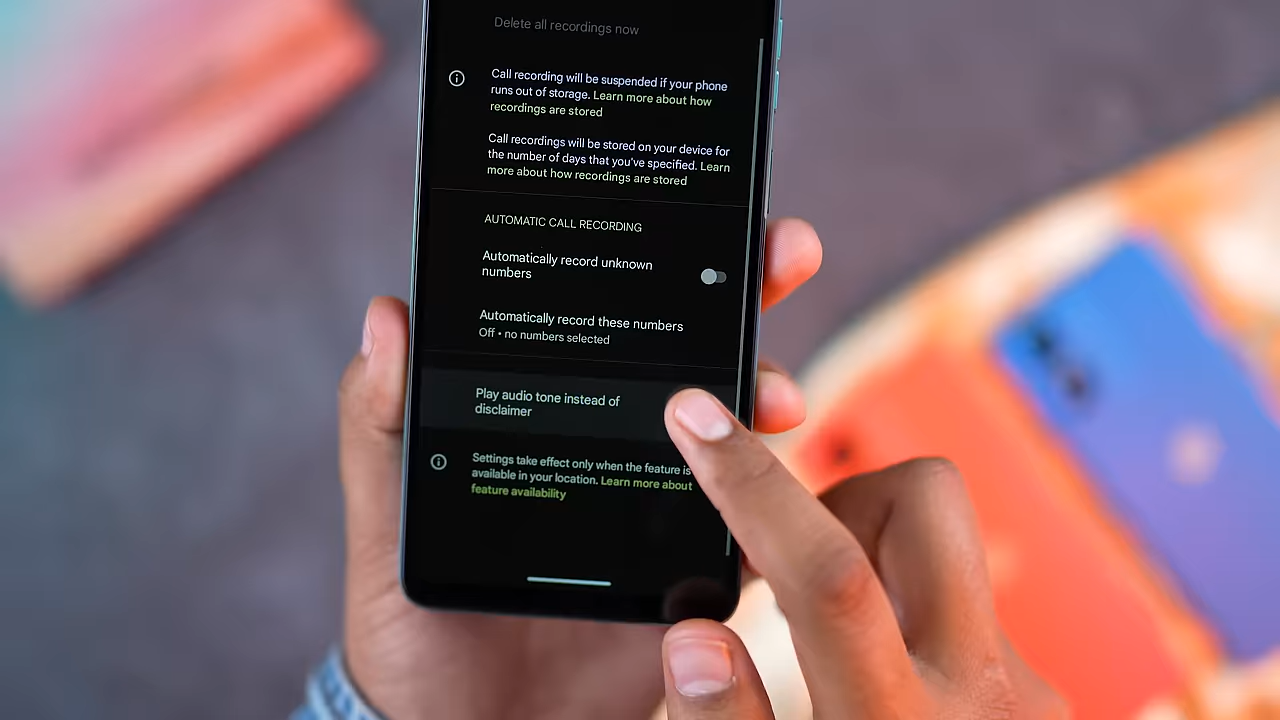 Delete all recordings now
Call recording will be suspended if your phone
runs out of storage. Learn more about how
recordings are stored
Call recordings will be stored on your device for
the number of days that you've specified. Learn
more about how recordings are stored
AUTOMATIC CALL RECORDING
Automatically record unknown
numbers
Automatically record these numbers
Off • no numbers selected
Play audio tone instead of
disclaimer
Settings take effect only when the feature is
available in your location. Learn more about
feature availability